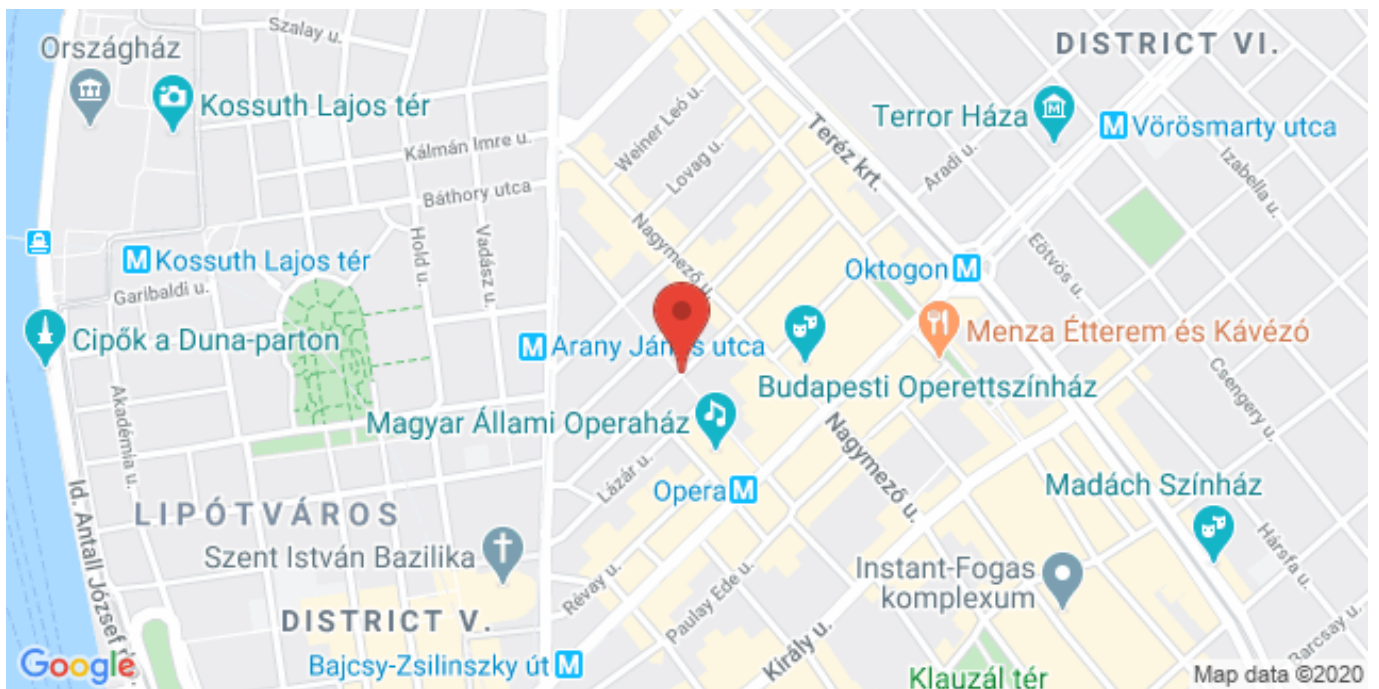 Szalay u.
Országház
DISTRICT VI.
Kossuth Lajos tér
Weiner Leó u.
Teréz krt.
Terror Háza
M Vörösmarty utca
Kálmán Imre u.
Lovag u.
Aradi u.
Izabella u.
Báthory utca
Hold u.
Vadász u.
Nagymező u.
Eötvös u.
M Kossuth Lajos tér
Garibaldi u.
Oktogon M
Cipők a Duna-parton
M Arany János utca
Menza Étterem és Kávézó
Budapesti Operettszínház
Csengery u.
Akadémia u.
Magyar Állami Operaház
Nagymező u.
Lázár u.
Opera M
Madách Színház
Id. Antall József
LIPÓTVÁROS
Szent István Bazilika
Hársfa u.
Instant-Fogas
komplexum
Révay u.
Paulay Ede u.
DISTRICT V.
Király u.
Barcsay u.
Bajcsy-Zsilinszky út M
Klauzál tér
Google
Map data ©2020